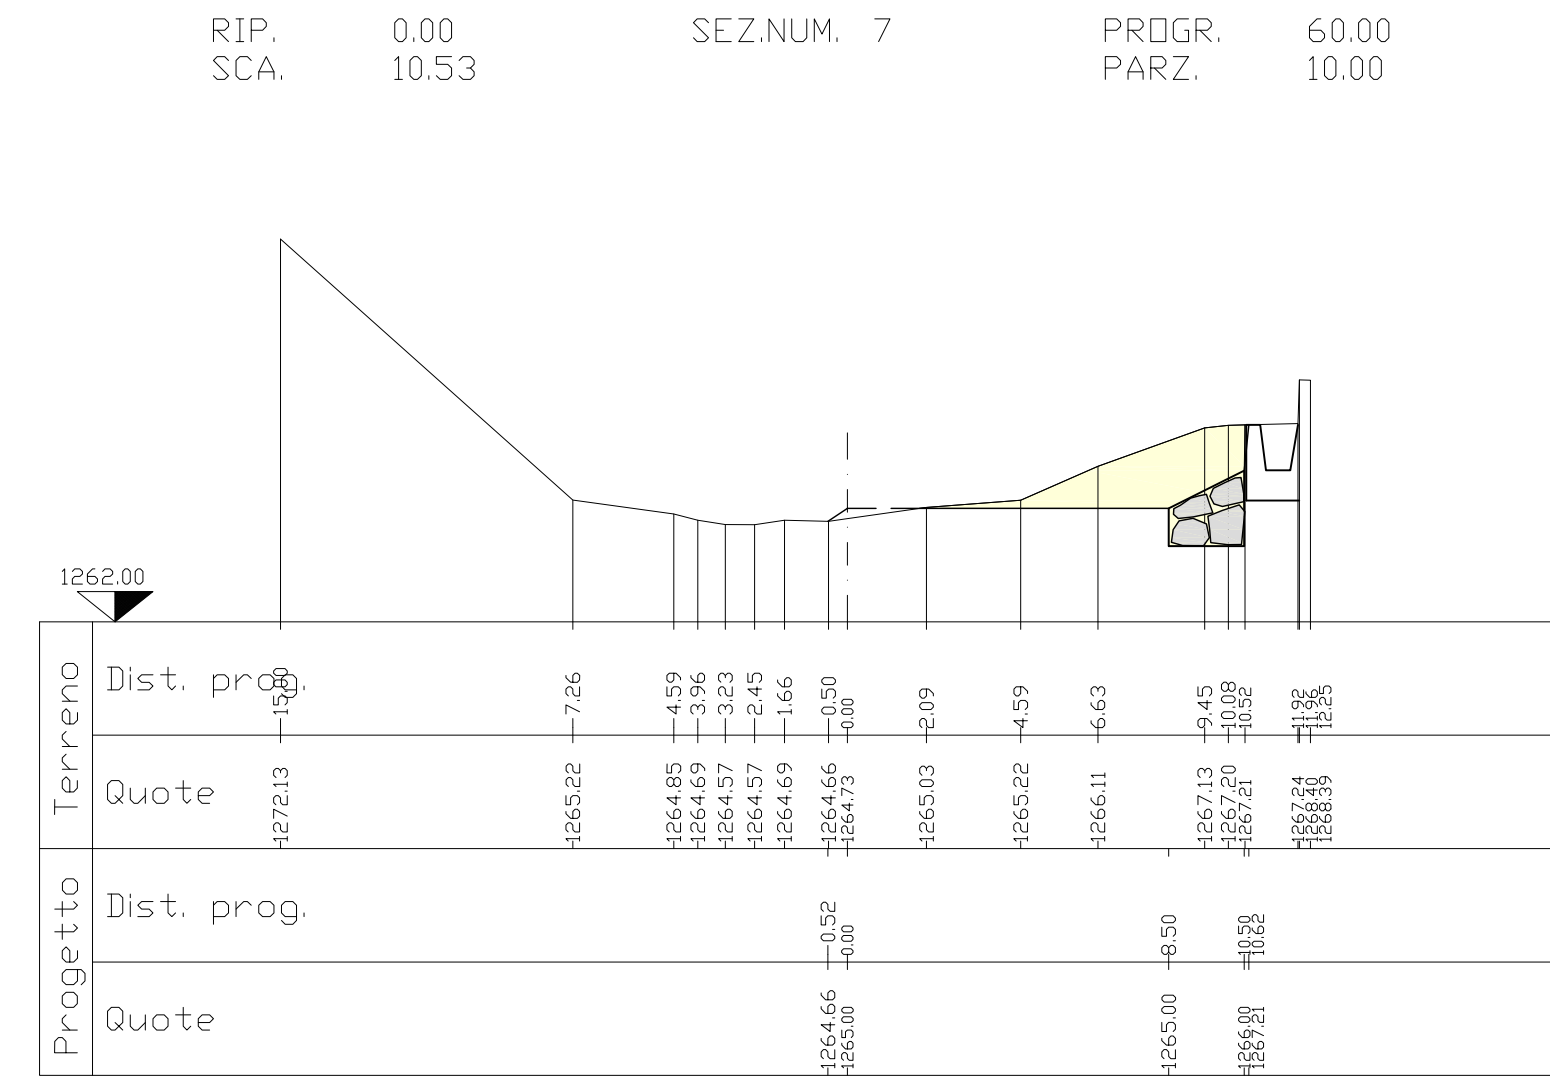 RIP. 0.00 SEZ.NUM. 7 PROGR. 60.00
SCA. 10.53 PARZ. 10.00
1262.00
Terreno
Dist. prog. -15.00 -7.26 -4.59 -3.96 -3.23 -2.45 -1.66 -0.50 0.00 2.09 4.59 6.63 9.45 10.08 10.52 11.92 11.96 12.25
Quote 1272.13 1265.22 1264.85 1264.69 1264.57 1264.57 1264.69 1264.66 1264.73 1265.03 1265.22 1266.11 1267.13 1267.20 1267.21 1267.24 1268.40 1268.39
Progetto
Dist. prog. -0.52 0.00 8.50 10.50 10.62
Quote 1264.66 1265.00 1265.00 1266.00 1267.21